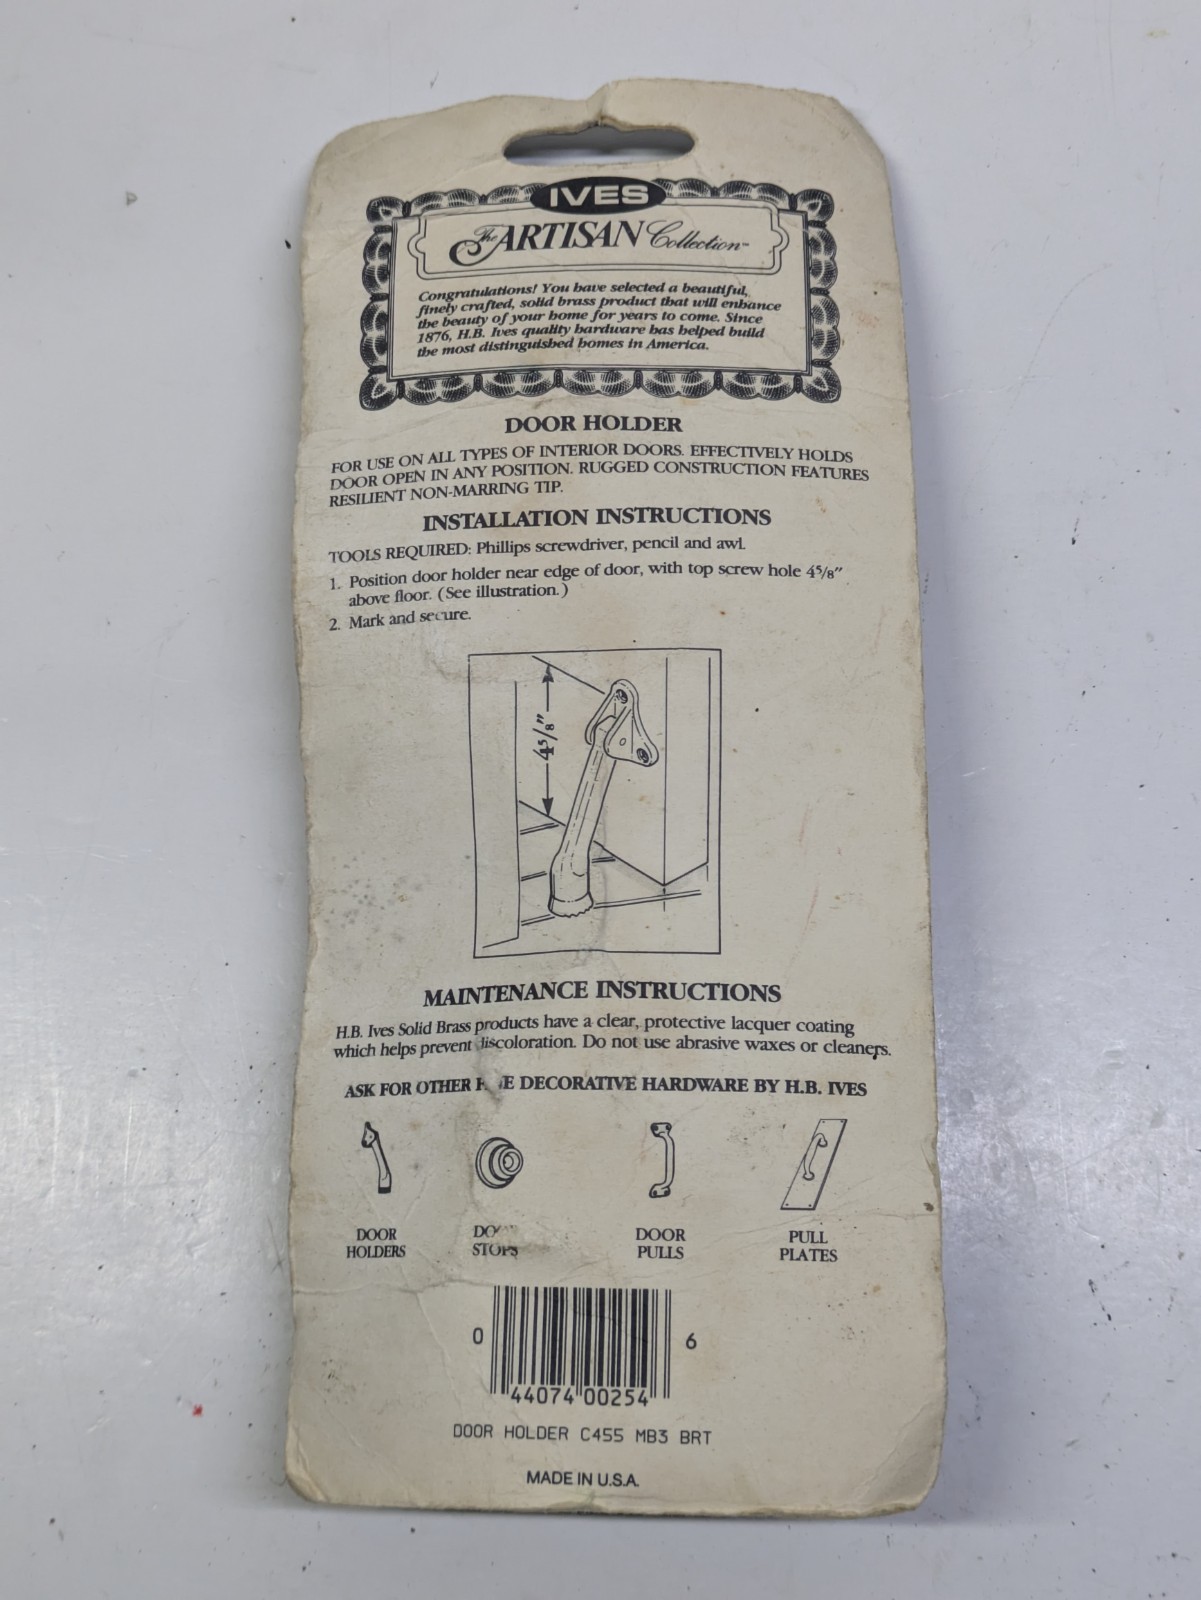 IVES
The ARTISAN Collection™
Congratulations! You have selected a beautiful,
finely crafted, solid brass product that will enhance
the beauty of your home for years to come. Since
1876, H.B. Ives quality hardware has helped build
the most distinguished homes in America.
DOOR HOLDER
FOR USE ON ALL TYPES OF INTERIOR DOORS. EFFECTIVELY HOLDS
DOOR OPEN IN ANY POSITION. RUGGED CONSTRUCTION FEATURES
RESILIENT NON-MARRING TIP.
INSTALLATION INSTRUCTIONS
TOOLS REQUIRED: Phillips screwdriver, pencil and awl.
1. Position door holder near edge of door, with top screw hole 4⁵/₈″
above floor. (See illustration.)
2. Mark and secure.
4⁵/₈″
MAINTENANCE INSTRUCTIONS
H.B. Ives Solid Brass products have a clear, protective lacquer coating
which helps prevent discoloration. Do not use abrasive waxes or cleaners.
ASK FOR OTHER DECORATIVE HARDWARE BY H.B. IVES
DOOR
HOLDERS
STOPS
DOOR
PULLS
PULL
PLATES
0 44074 00254 6
DOOR HOLDER C455 MB3 BRT
MADE IN U.S.A.